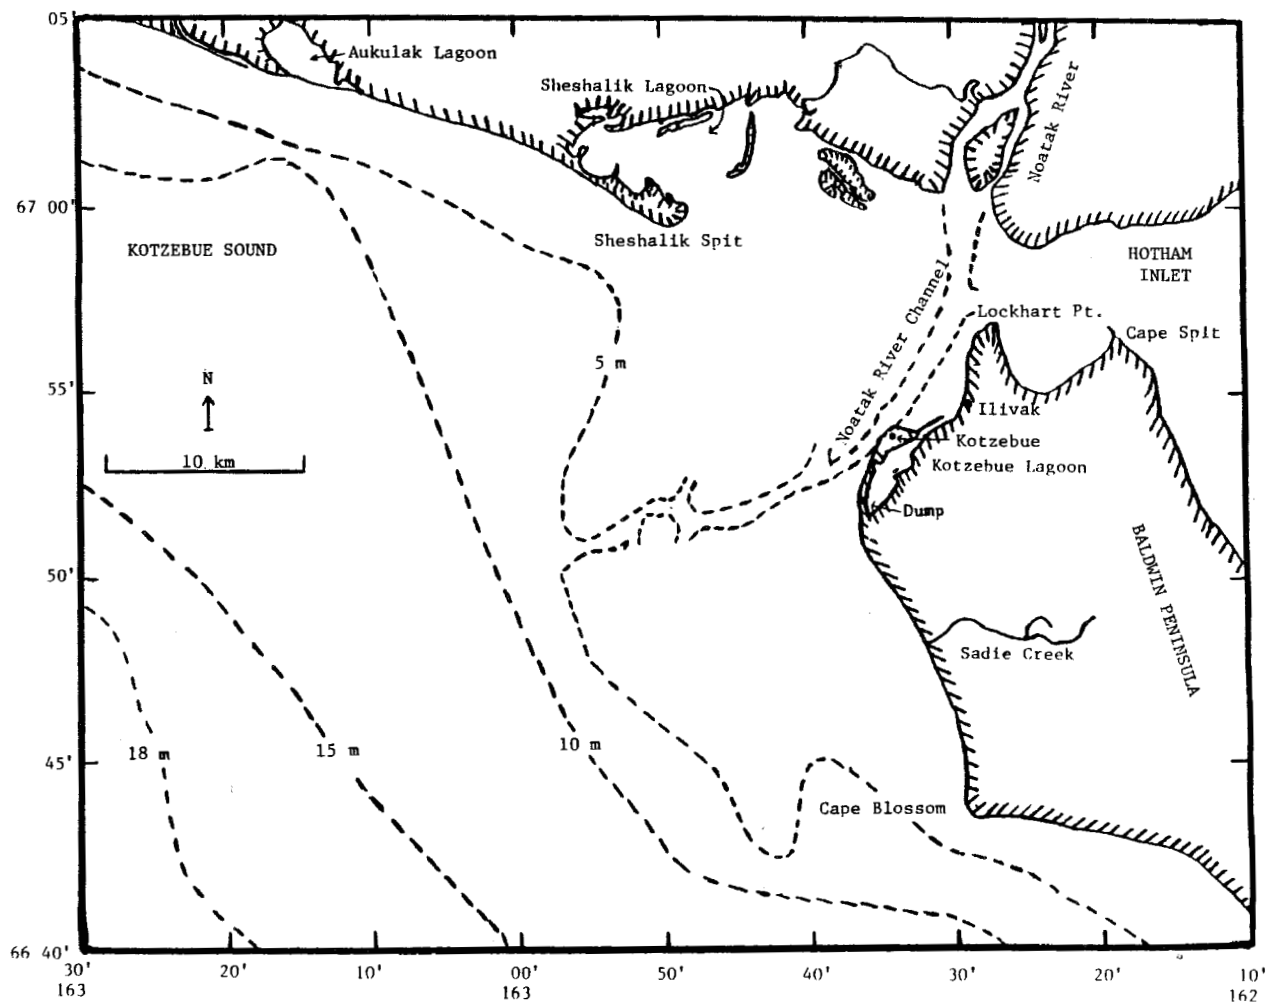 05'
Aukulak Lagoon
Sheshalik Lagoon
Noatak River
67 00'
Sheshalik Spit
KOTZEBUE SOUND
HOTHAM
INLET
Noatak River Channel
Lockhart Pt.
Cape Spit
5 m
N
55'
Ilivak
10 km
Kotzebue
Kotzebue Lagoon
Dump
BALDWIN PENINSULA
50'
Sadie Creek
18 m
15 m
10 m
45'
Cape Blossom
66 40'
30' 20' 10' 00' 50' 40' 30' 20' 10'
163 163 162